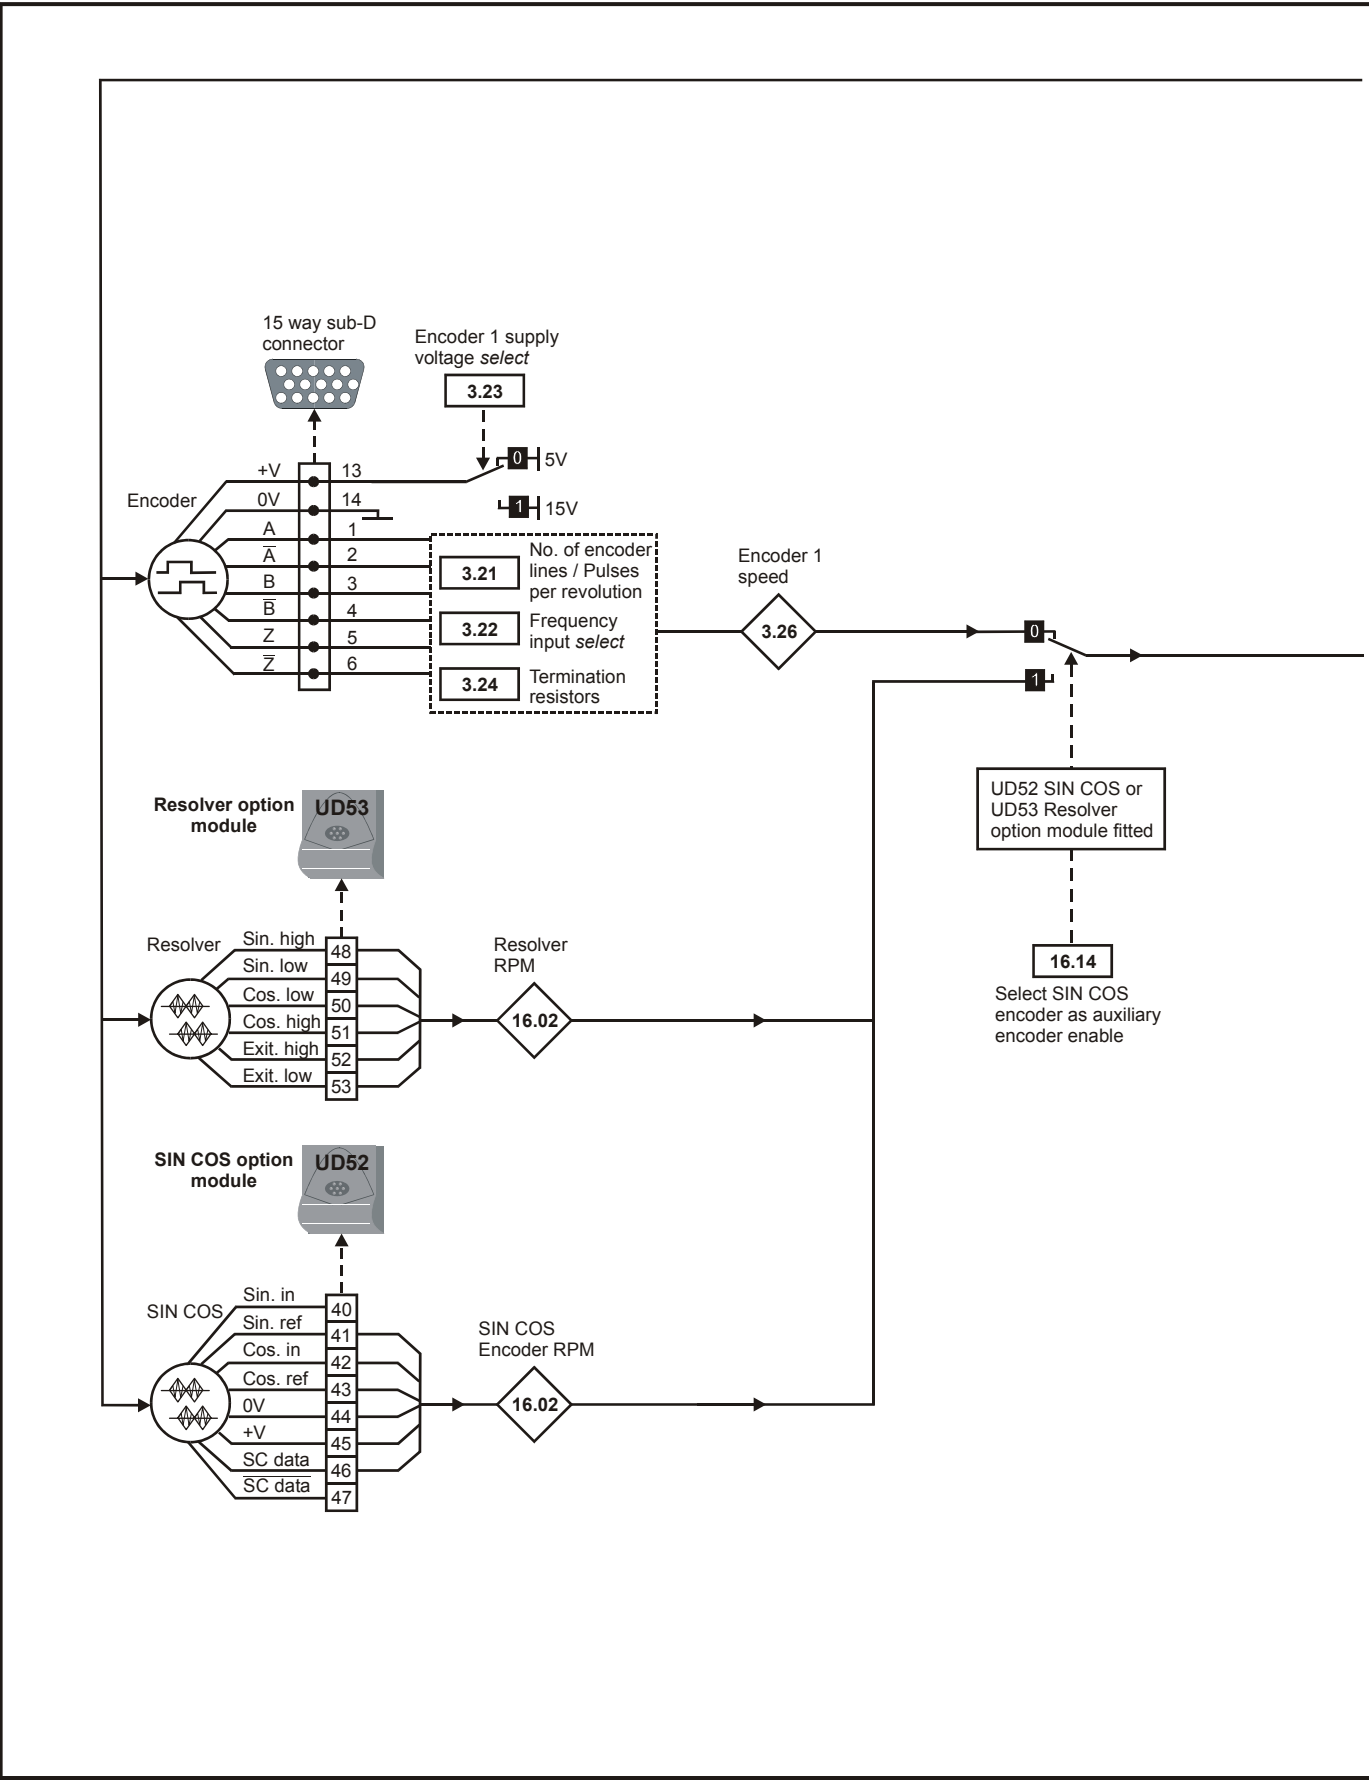 15 way sub-D
connector
Encoder 1 supply
voltage select
3.23
0 5V
1 15V
Encoder
+V 13
0V 14
A 1
A̅ 2
B 3
B̅ 4
Z 5
Z̅ 6
3.21
No. of encoder
lines / Pulses
per revolution
3.22
Frequency
input select
3.24
Termination
resistors
Encoder 1
speed
3.26
0
1
UD52 SIN COS or
UD53 Resolver
option module fitted
16.14
Select SIN COS
encoder as auxiliary
encoder enable
Resolver option
module
UD53
Resolver
Sin. high 48
Sin. low 49
Cos. low 50
Cos. high 51
Exit. high 52
Exit. low 53
Resolver
RPM
16.02
SIN COS option
module
UD52
SIN COS
Sin. in 40
Sin. ref 41
Cos. in 42
Cos. ref 43
0V 44
+V 45
SC data 46
S̅C̅ ̅d̅a̅t̅a̅ 47
SIN COS
Encoder RPM
16.02